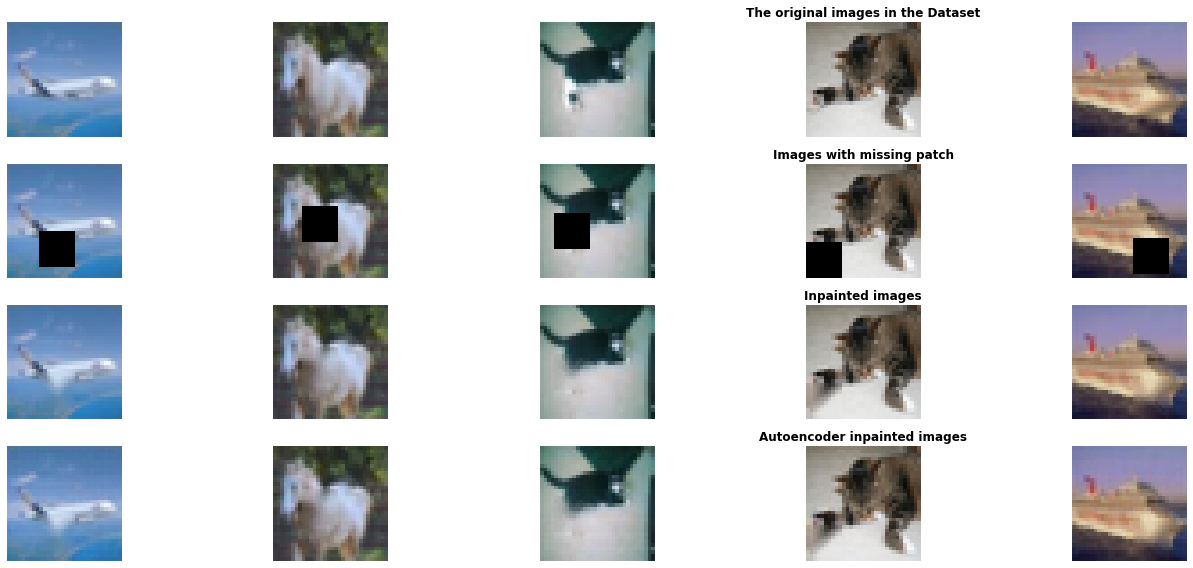 The original images in the Dataset
Images with missing patch
Inpainted images
Autoencoder inpainted images